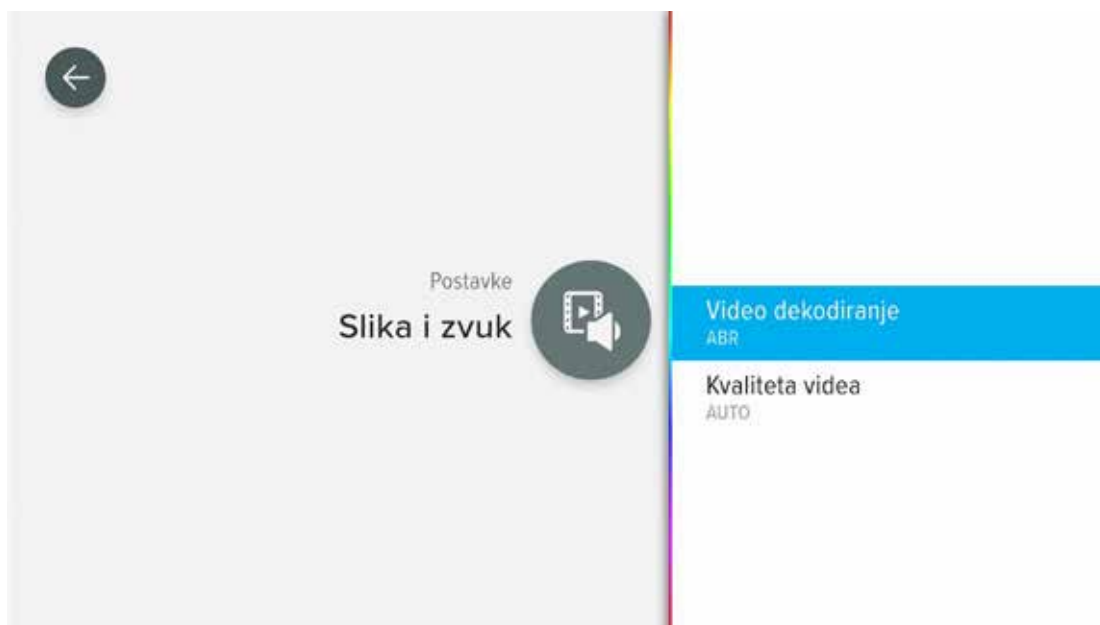 Postavke
Slika i zvuk
Video dekodiranje
ABR
Kvaliteta videa
AUTO